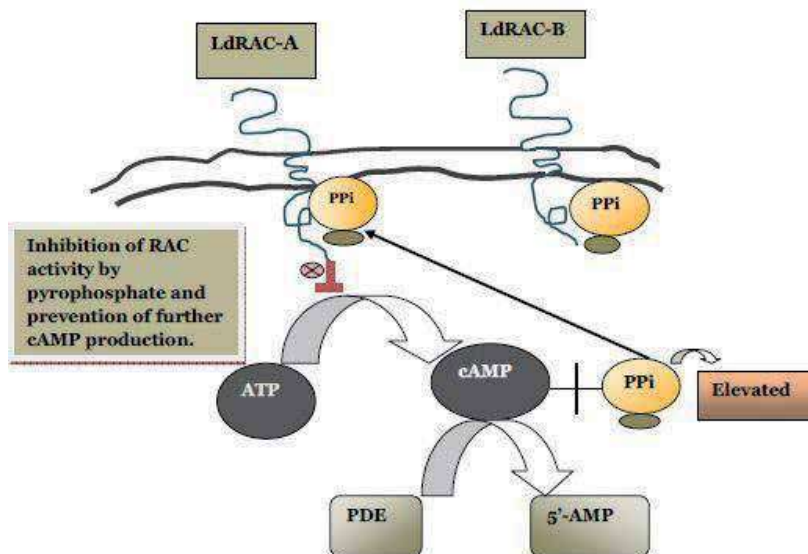 LdRAC-A
LdRAC-B
PPi
PPi
Inhibition of RAC
activity by
pyrophosphate and
prevention of further
cAMP production.
ATP
cAMP
PPi
Elevated
PDE
5'-AMP